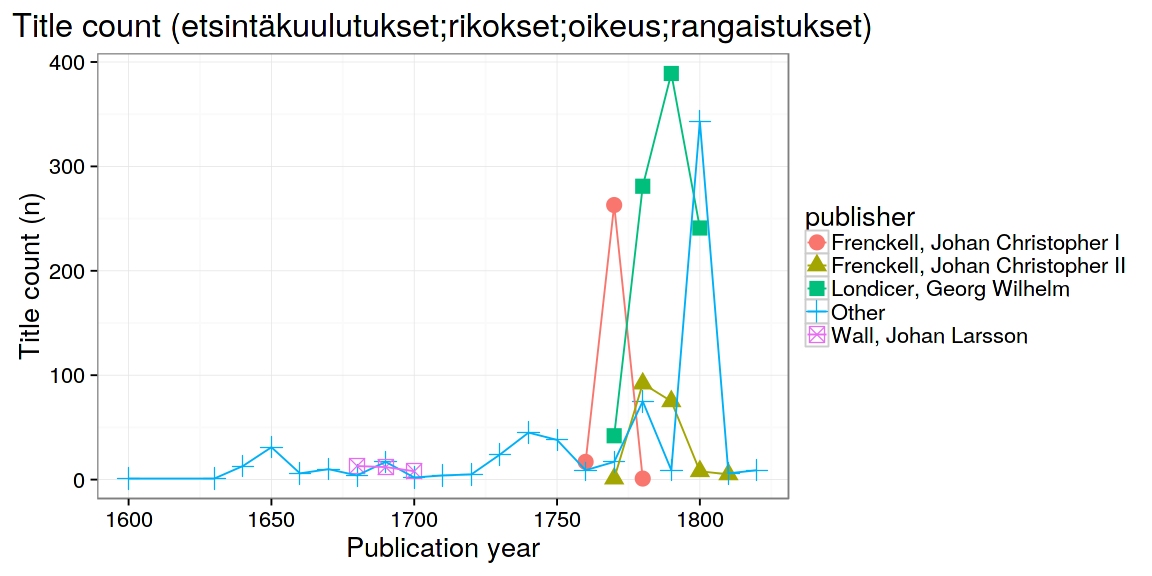 Title count (etsintäkuulutukset;rikokset;oikeus;rangaistukset)
400
300
200
100
0
Title count (n)
1600 1650 1700 1750 1800
Publication year
publisher
Frenckell, Johan Christopher I
Frenckell, Johan Christopher II
Londicer, Georg Wilhelm
Other
Wall, Johan Larsson